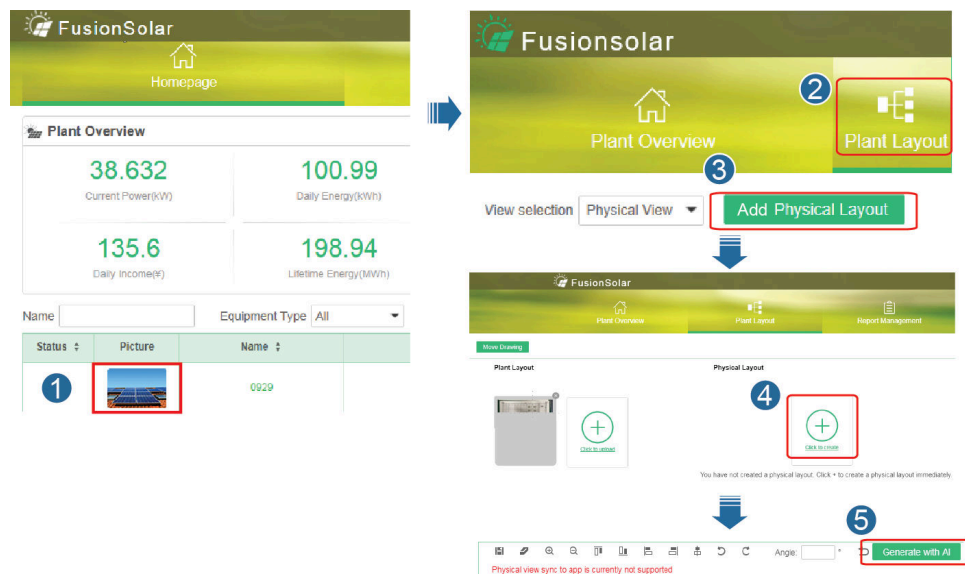 FusionSolar
Homepage
Plant Overview
38.632
100.99
Current Power(kW)
Daily Energy(kWh)
135.6
198.94
Daily Income(¥)
Lifetime Energy(MWh)
Name
Equipment Type All
Status Picture Name
1
0929
Fusionsolar
2
Plant Overview
Plant Layout
3
View selection Physical View Add Physical Layout
FusionSolar
Plant Overview Plant Layout Report Management
Move Drawing
Plant Layout Physical Layout
4
Click to upload
Click to create
You have not created a physical layout. Click + to create a physical layout immediately.
5
Angle: ° Generate with AI
Physical view sync to app is currently not supported